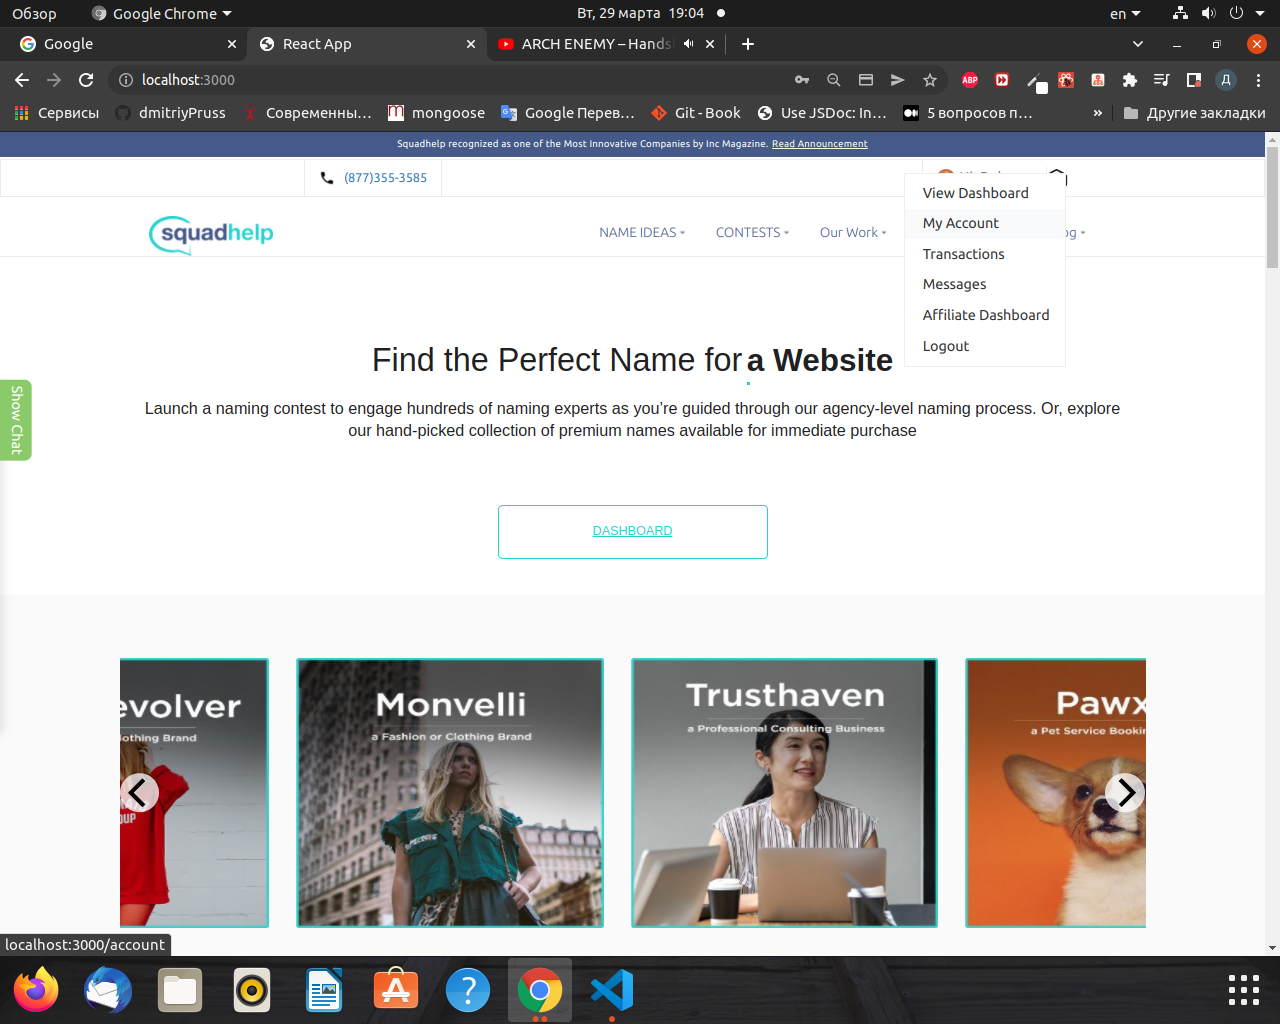 Обзор
Google Chrome
Вт, 29 марта 19:04
en
Google
React App
ARCH ENEMY – Hands
localhost:3000
ABP
Д
Сервисы
dmitriyPruss
Современны...
mongoose
Google Перев...
Git - Book
Use JSDoc: In...
5 вопросов п...
»
Другие закладки
Squadhelp recognized as one of the Most Innovative Companies by Inc Magazine. Read Announcement
(877)355-3585
View Dashboard
My Account
Transactions
Messages
Affiliate Dashboard
Logout
squadhelp
NAME IDEAS
CONTESTS
Our Work
og
Find the Perfect Name for a Website
Launch a naming contest to engage hundreds of naming experts as you’re guided through our agency-level naming process. Or, explore
our hand-picked collection of premium names available for immediate purchase
Show Chat
DASHBOARD
evolver
lothing Brand
OUP
Monvelli
a Fashion or Clothing Brand
Trusthaven
a Professional Consulting Business
Pawx
a Pet Service Bookin
localhost:3000/account